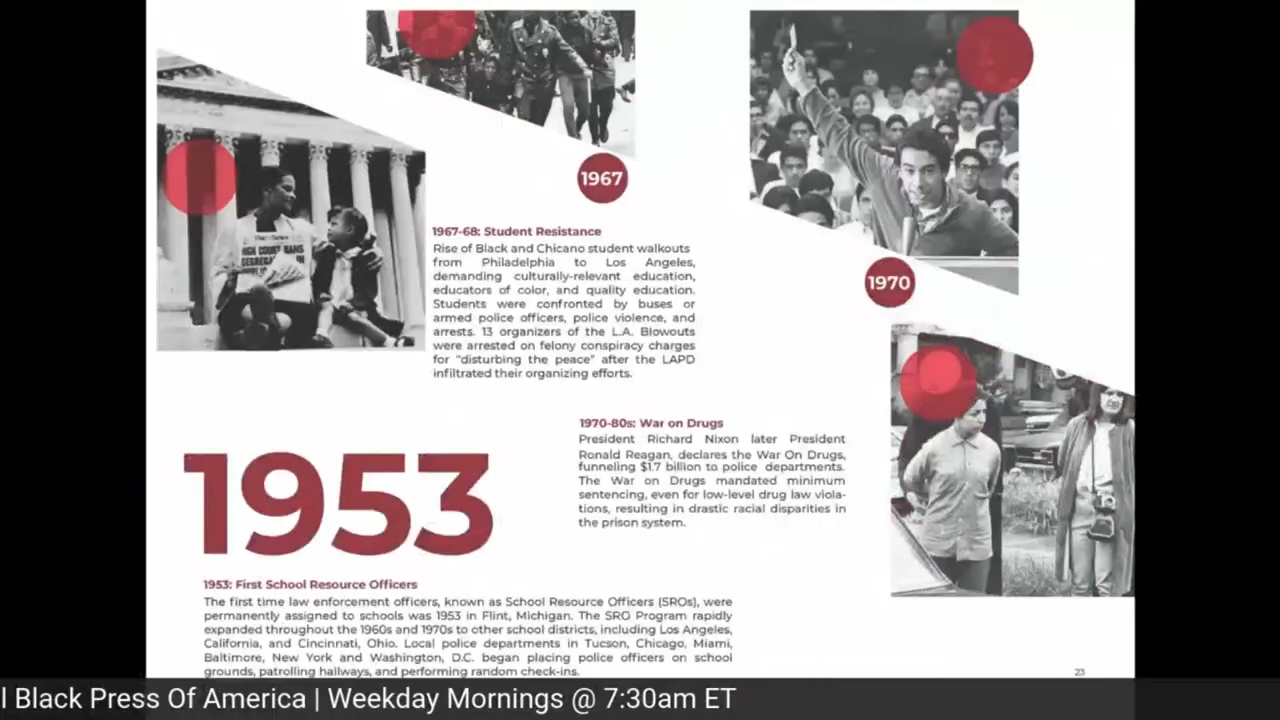 HIGH COURT BANS
SEGREGATION IN
1967
1967-68: Student Resistance
Rise of Black and Chicano student walkouts
from Philadelphia to Los Angeles,
demanding culturally-relevant education,
educators of color, and quality education.
Students were confronted by buses or
armed police officers, police violence, and
arrests. 13 organizers of the L.A. Blowouts
were arrested on felony conspiracy charges
for "disturbing the peace" after the LAPD
infiltrated their organizing efforts.
1970
1970-80s: War on Drugs
President Richard Nixon later President
Ronald Reagan, declares the War On Drugs,
funneling $1.7 billion to police departments.
The War on Drugs mandated minimum
sentencing, even for low-level drug law viola-
tions, resulting in drastic racial disparities in
the prison system.
1953
1953: First School Resource Officers
The first time law enforcement officers, known as School Resource Officers (SROs), were
permanently assigned to schools was 1953 in Flint, Michigan. The SRO Program rapidly
expanded throughout the 1960s and 1970s to other school districts, including Los Angeles,
California, and Cincinnati, Ohio. Local police departments in Tucson, Chicago, Miami,
Baltimore, New York and Washington, D.C. began placing police officers on school
grounds, patrolling hallways, and performing random check-ins.
23
l Black Press Of America | Weekday Mornings @ 7:30am ET